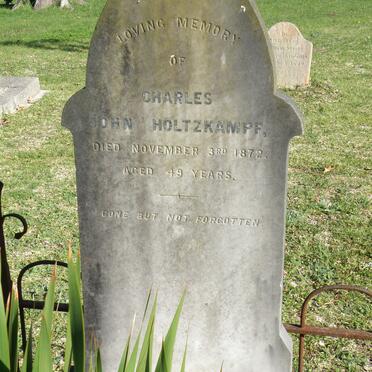 LOVING MEMORY
OF
CHARLES
JOHN HOLTZKAMPF.
DIED NOVEMBER 3RD 1872.
AGED 49 YEARS.
GONE BUT NOT FORGOTTEN